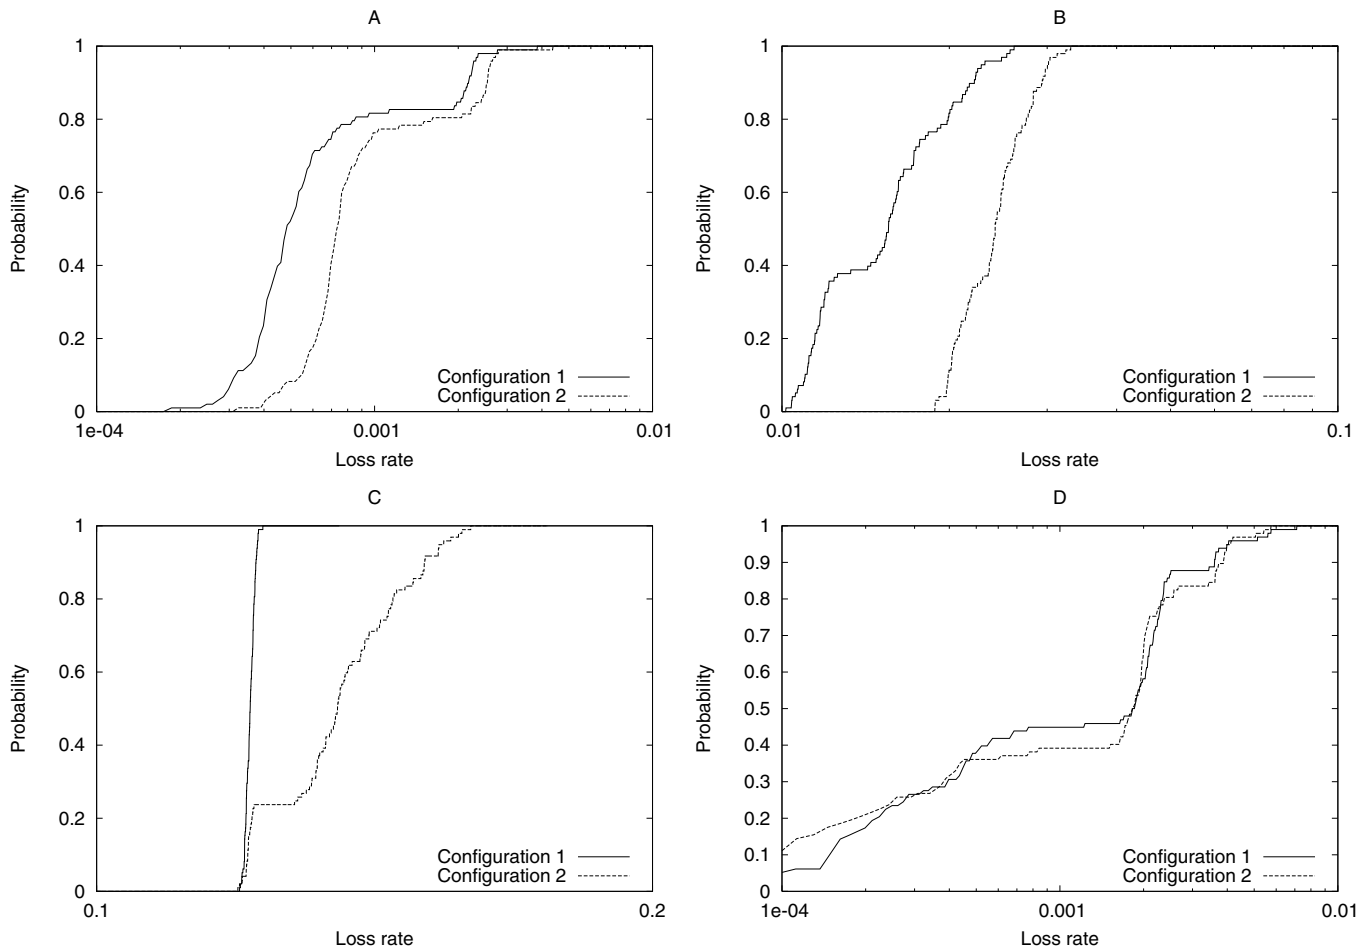 A
1
0.8
0.6
0.4
0.2
0
Probability
1e-04 0.001 0.01
Loss rate
Configuration 1
Configuration 2
B
1
0.8
0.6
0.4
0.2
0
Probability
0.01 0.1
Loss rate
Configuration 1
Configuration 2
C
1
0.8
0.6
0.4
0.2
0
Probability
0.1 0.2
Loss rate
Configuration 1
Configuration 2
D
1
0.9
0.8
0.7
0.6
0.5
0.4
0.3
0.2
0.1
0
Probability
1e-04 0.001 0.01
Loss rate
Configuration 1
Configuration 2